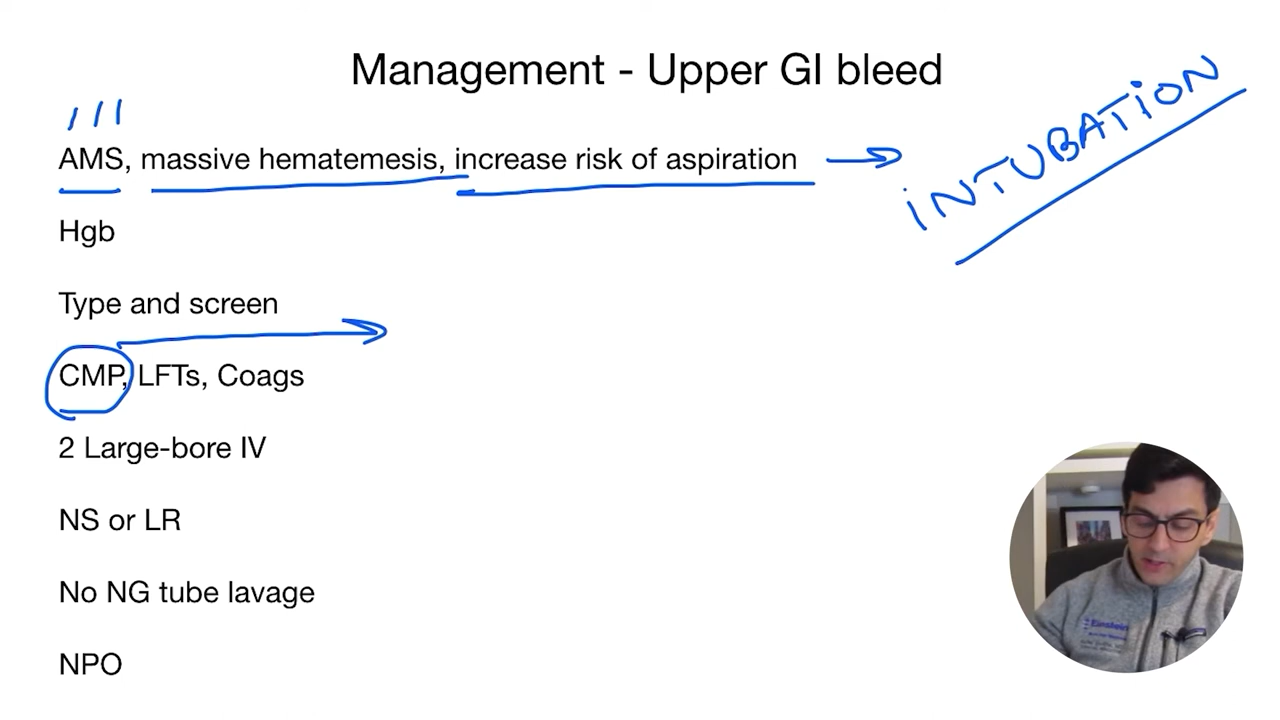 Management - Upper GI bleed
AMS, massive hematemesis, increase risk of aspiration
iNTUBATiON
Hgb
Type and screen
CMP, LFTs, Coags
2 Large-bore IV
NS or LR
No NG tube lavage
NPO
Einstein